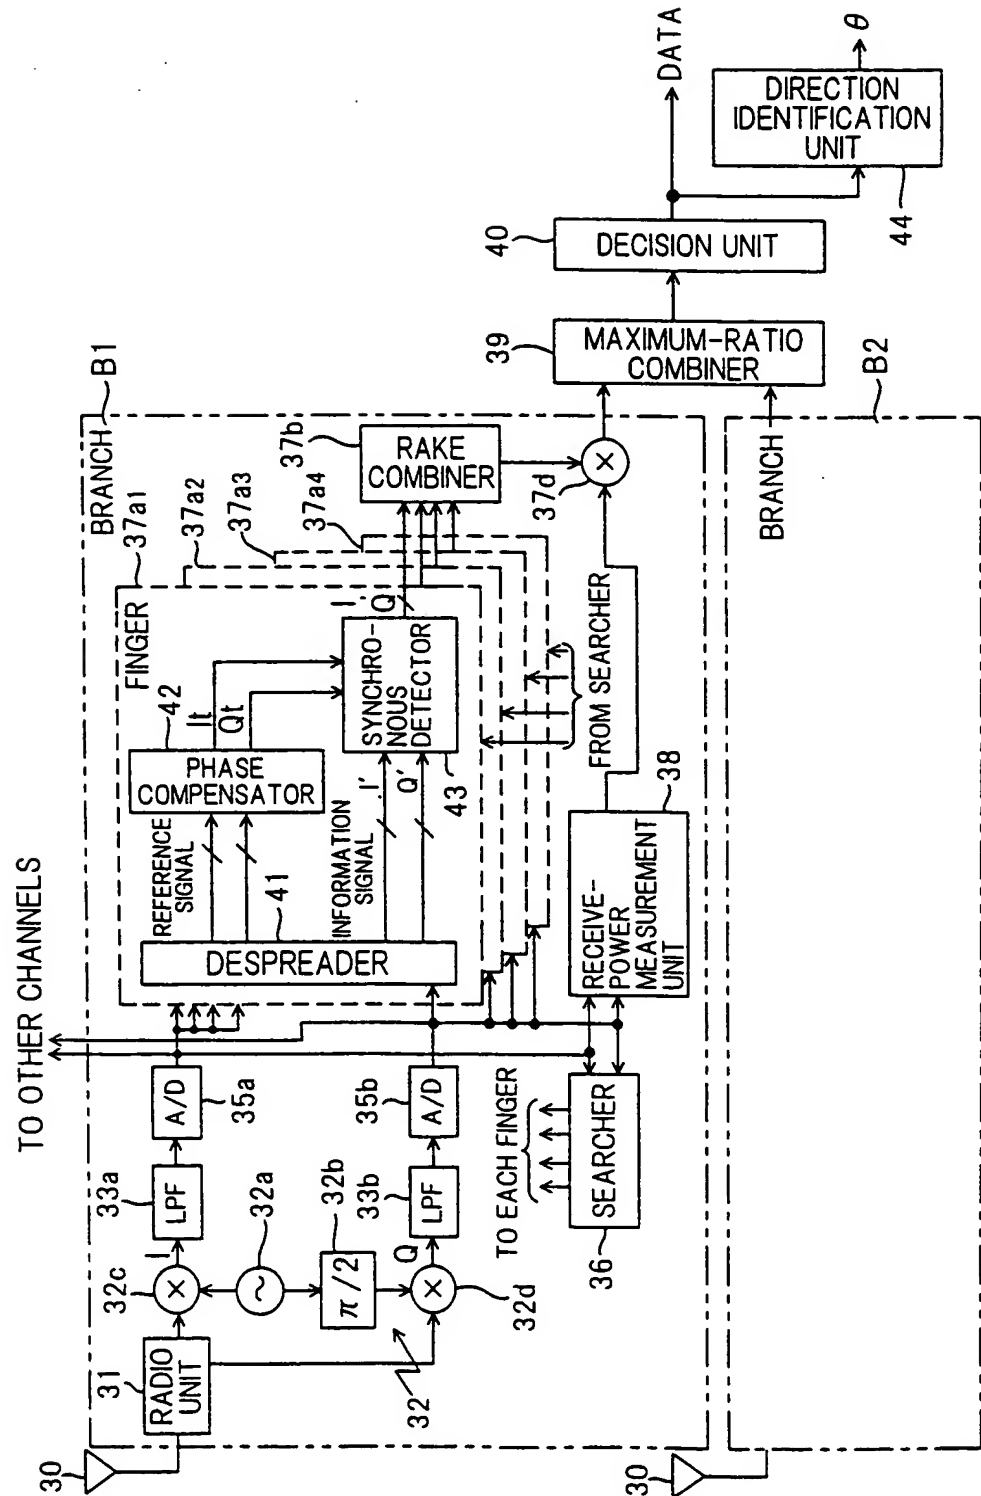 TO OTHER CHANNELS
BRANCH
B1
30
31
RADIO
UNIT
32
32c
I
32a
32b
π/2
Q
32d
33a
LPF
33b
LPF
A/D
35a
A/D
35b
FINGER
37a1
37a2
37a3
37a4
DESPREADER
41
REFERENCE
SIGNAL
INFORMATION
SIGNAL
I'
Q'
PHASE
COMPENSATOR
42
It
Qt
SYNCHRO-
NOUS
DETECTOR
43
I
Q
RAKE
COMBINER
37b
37d
TO EACH FINGER
SEARCHER
36
FROM SEARCHER
RECEIVE-
POWER
MEASUREMENT
UNIT
38
MAXIMUM-RATIO
COMBINER
39
DECISION UNIT
40
DATA
DIRECTION
IDENTIFICATION
UNIT
44
θ
30
BRANCH
B2